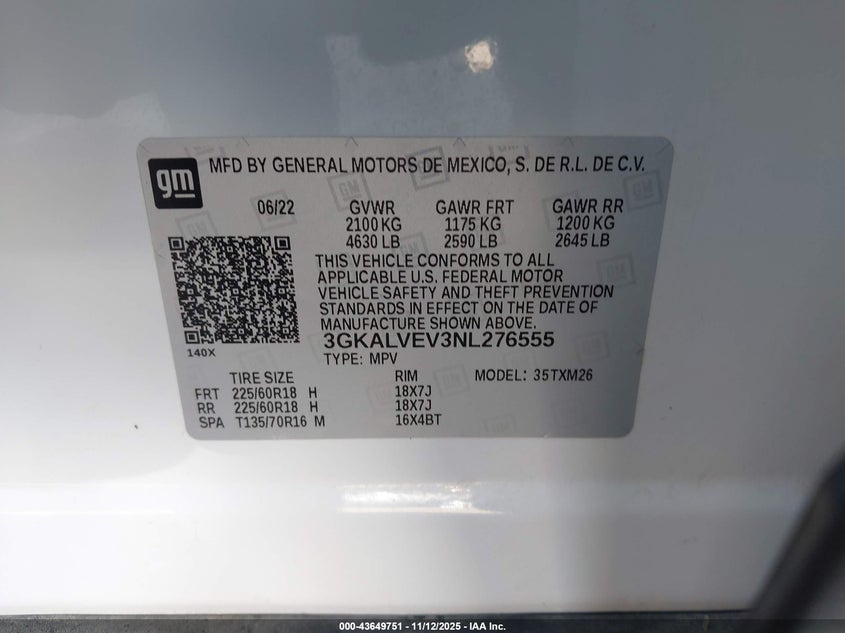 gm
MFD BY GENERAL MOTORS DE MEXICO, S. DE R.L. DE C.V.
06/22 GVWR GAWR FRT GAWR RR
2100 KG 1175 KG 1200 KG
4630 LB 2590 LB 2645 LB
THIS VEHICLE CONFORMS TO ALL
APPLICABLE U.S. FEDERAL MOTOR
VEHICLE SAFETY AND THEFT PREVENTION
STANDARDS IN EFFECT ON THE DATE OF
MANUFACTURE SHOWN ABOVE.
3GKALVEV3NL276555
140X
TYPE: MPV
TIRE SIZE RIM MODEL: 35TXM26
FRT 225/60R18 H 18X7J
RR 225/60R18 H 18X7J
SPA T135/70R16 M 16X4BT
000-43649751 - 11/12/2025 - IAA Inc.